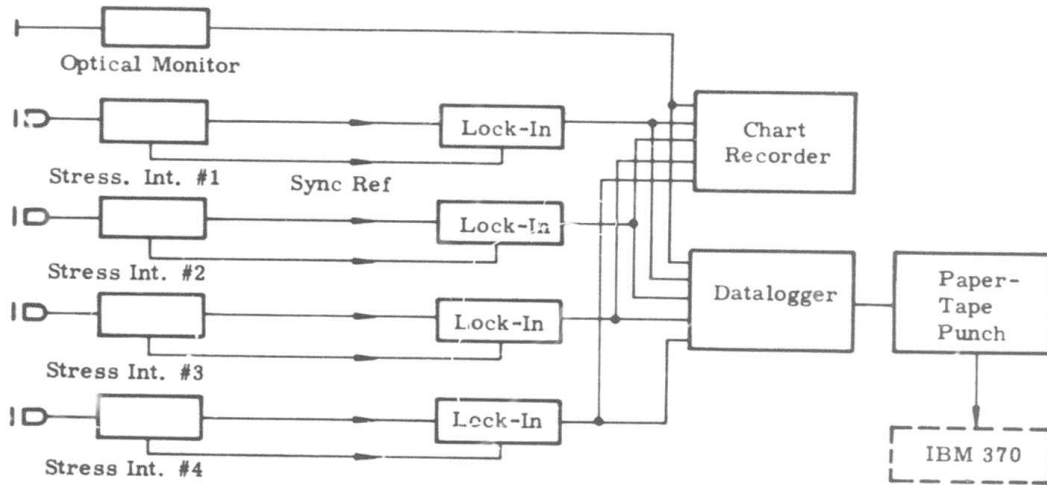 Optical Monitor
Lock-In
Chart
Recorder
Stress. Int. #1
Sync Ref
Lock-In
Stress Int. #2
Datalogger
Paper-
Tape
Punch
Lock-In
Stress Int. #3
Lock-In
IBM 370
Stress Int. #4